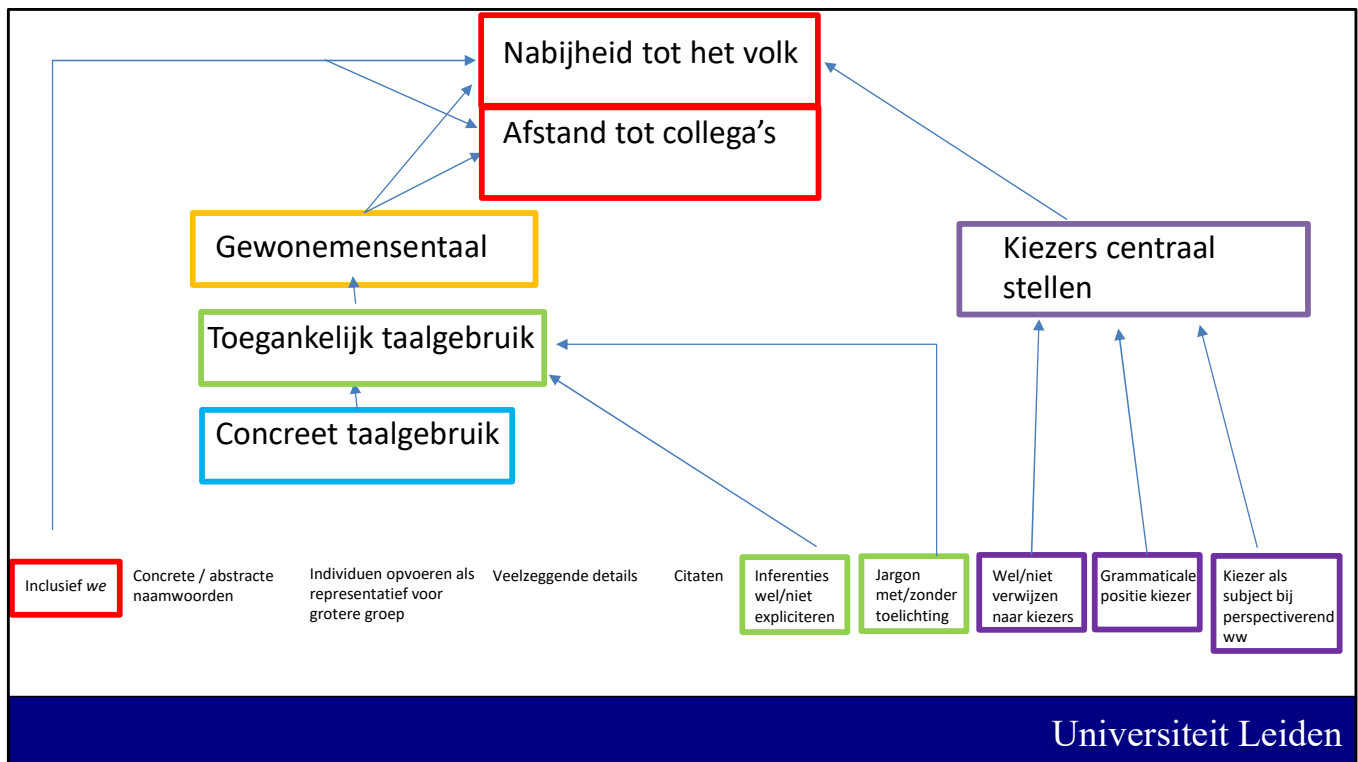 Nabijheid tot het volk
Afstand tot collega’s
Gewonemensentaal
Kiezers centraal
stellen
Toegankelijk taalgebruik
Concreet taalgebruik
Inclusief we
Concrete / abstracte
naamwoorden
Individuen opvoeren als
representatief voor
grotere groep
Veelzeggende details
Citaten
Inferenties
wel/niet
expliciteren
Jargon
met/zonder
toelichting
Wel/niet
verwijzen
naar kiezers
Grammaticale
positie kiezer
Kiezer als
subject bij
perspectiverend
ww
Universiteit Leiden